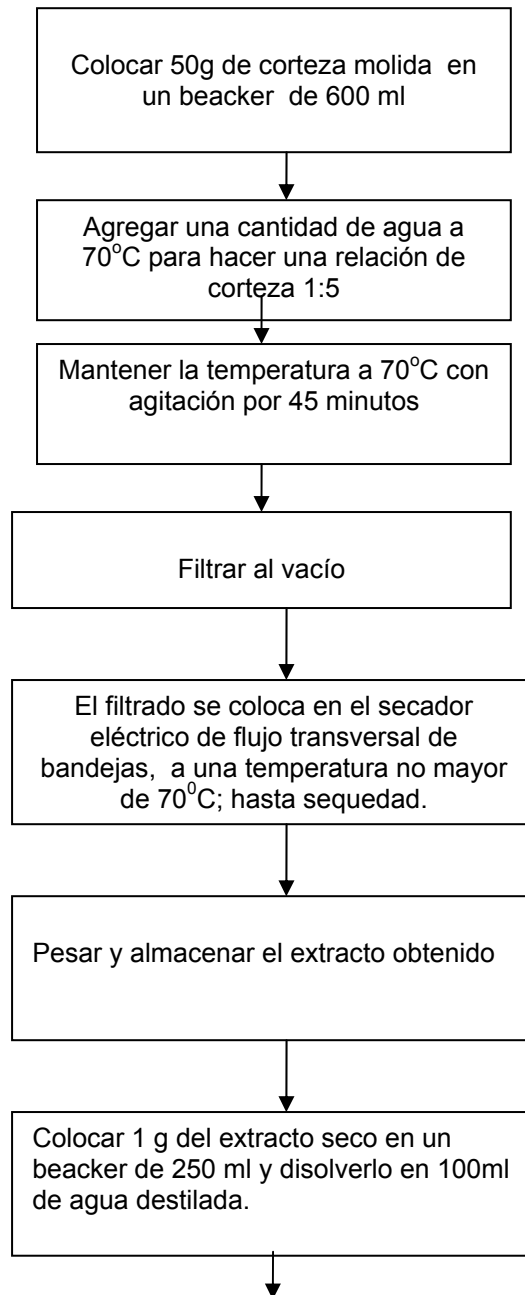 Colocar 50g de corteza molida en
un beacker de 600 ml
Agregar una cantidad de agua a
70°C para hacer una relación de
corteza 1:5
Mantener la temperatura a 70°C con
agitación por 45 minutos
Filtrar al vacío
El filtrado se coloca en el secador
eléctrico de flujo transversal de
bandejas, a una temperatura no mayor
de 70⁰C; hasta sequedad.
Pesar y almacenar el extracto obtenido
Colocar 1 g del extracto seco en un
beacker de 250 ml y disolverlo en 100ml
de agua destilada.